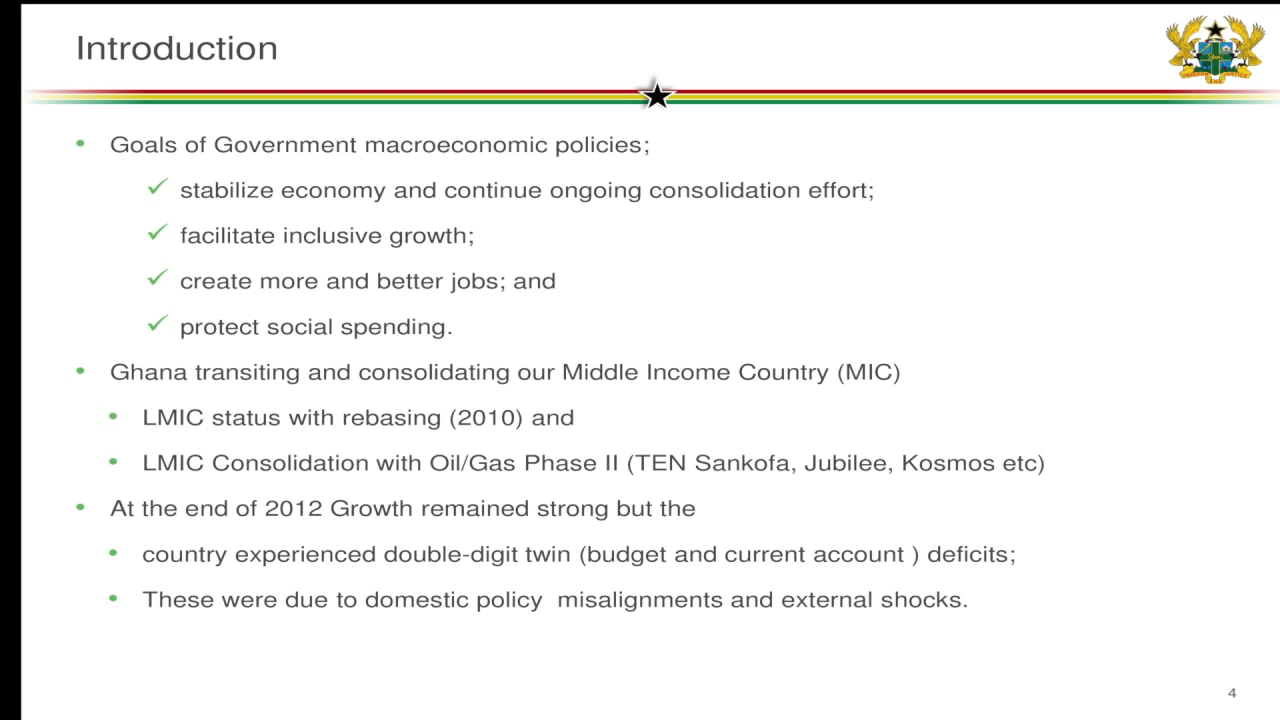 Introduction
• Goals of Government macroeconomic policies;
✓ stabilize economy and continue ongoing consolidation effort;
✓ facilitate inclusive growth;
✓ create more and better jobs; and
✓ protect social spending.
• Ghana transiting and consolidating our Middle Income Country (MIC)
• LMIC status with rebasing (2010) and
• LMIC Consolidation with Oil/Gas Phase II (TEN Sankofa, Jubilee, Kosmos etc)
• At the end of 2012 Growth remained strong but the
• country experienced double-digit twin (budget and current account ) deficits;
• These were due to domestic policy  misalignments and external shocks.
4